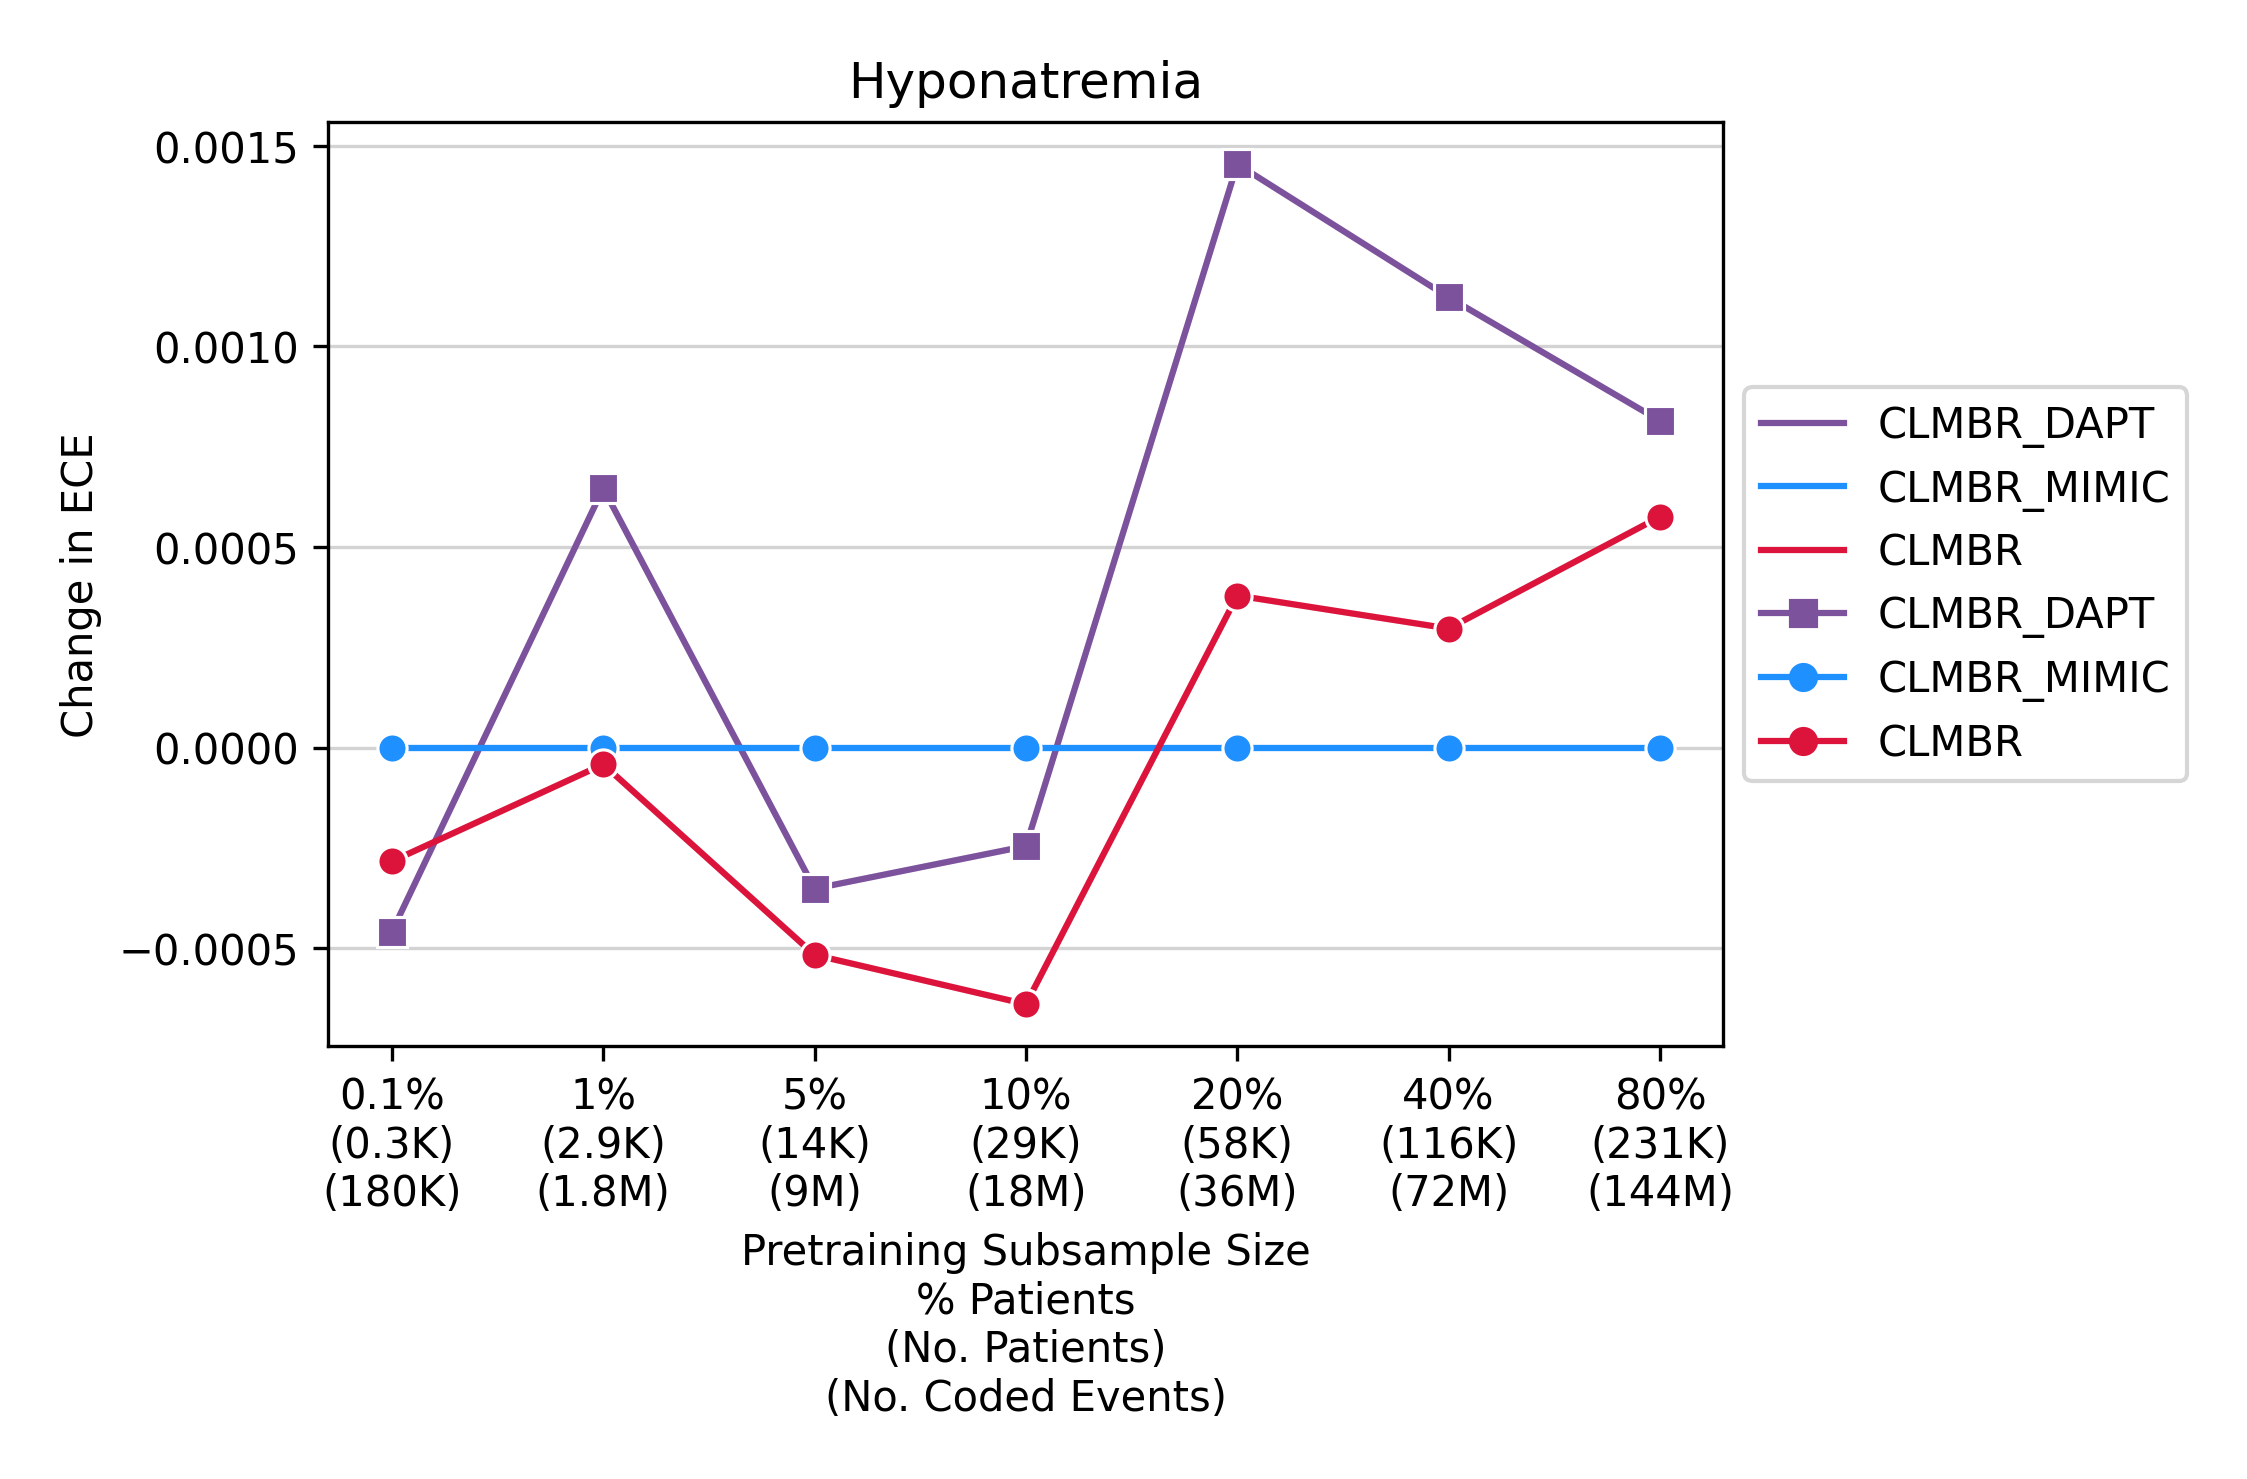 Hyponatremia
0.0015
0.0010
0.0005
0.0000
−0.0005
Change in ECE
0.1% 1% 5% 10% 20% 40% 80%
(0.3K) (2.9K) (14K) (29K) (58K) (116K) (231K)
(180K) (1.8M) (9M) (18M) (36M) (72M) (144M)
Pretraining Subsample Size
% Patients
(No. Patients)
(No. Coded Events)
CLMBR_DAPT
CLMBR_MIMIC
CLMBR
CLMBR_DAPT
CLMBR_MIMIC
CLMBR